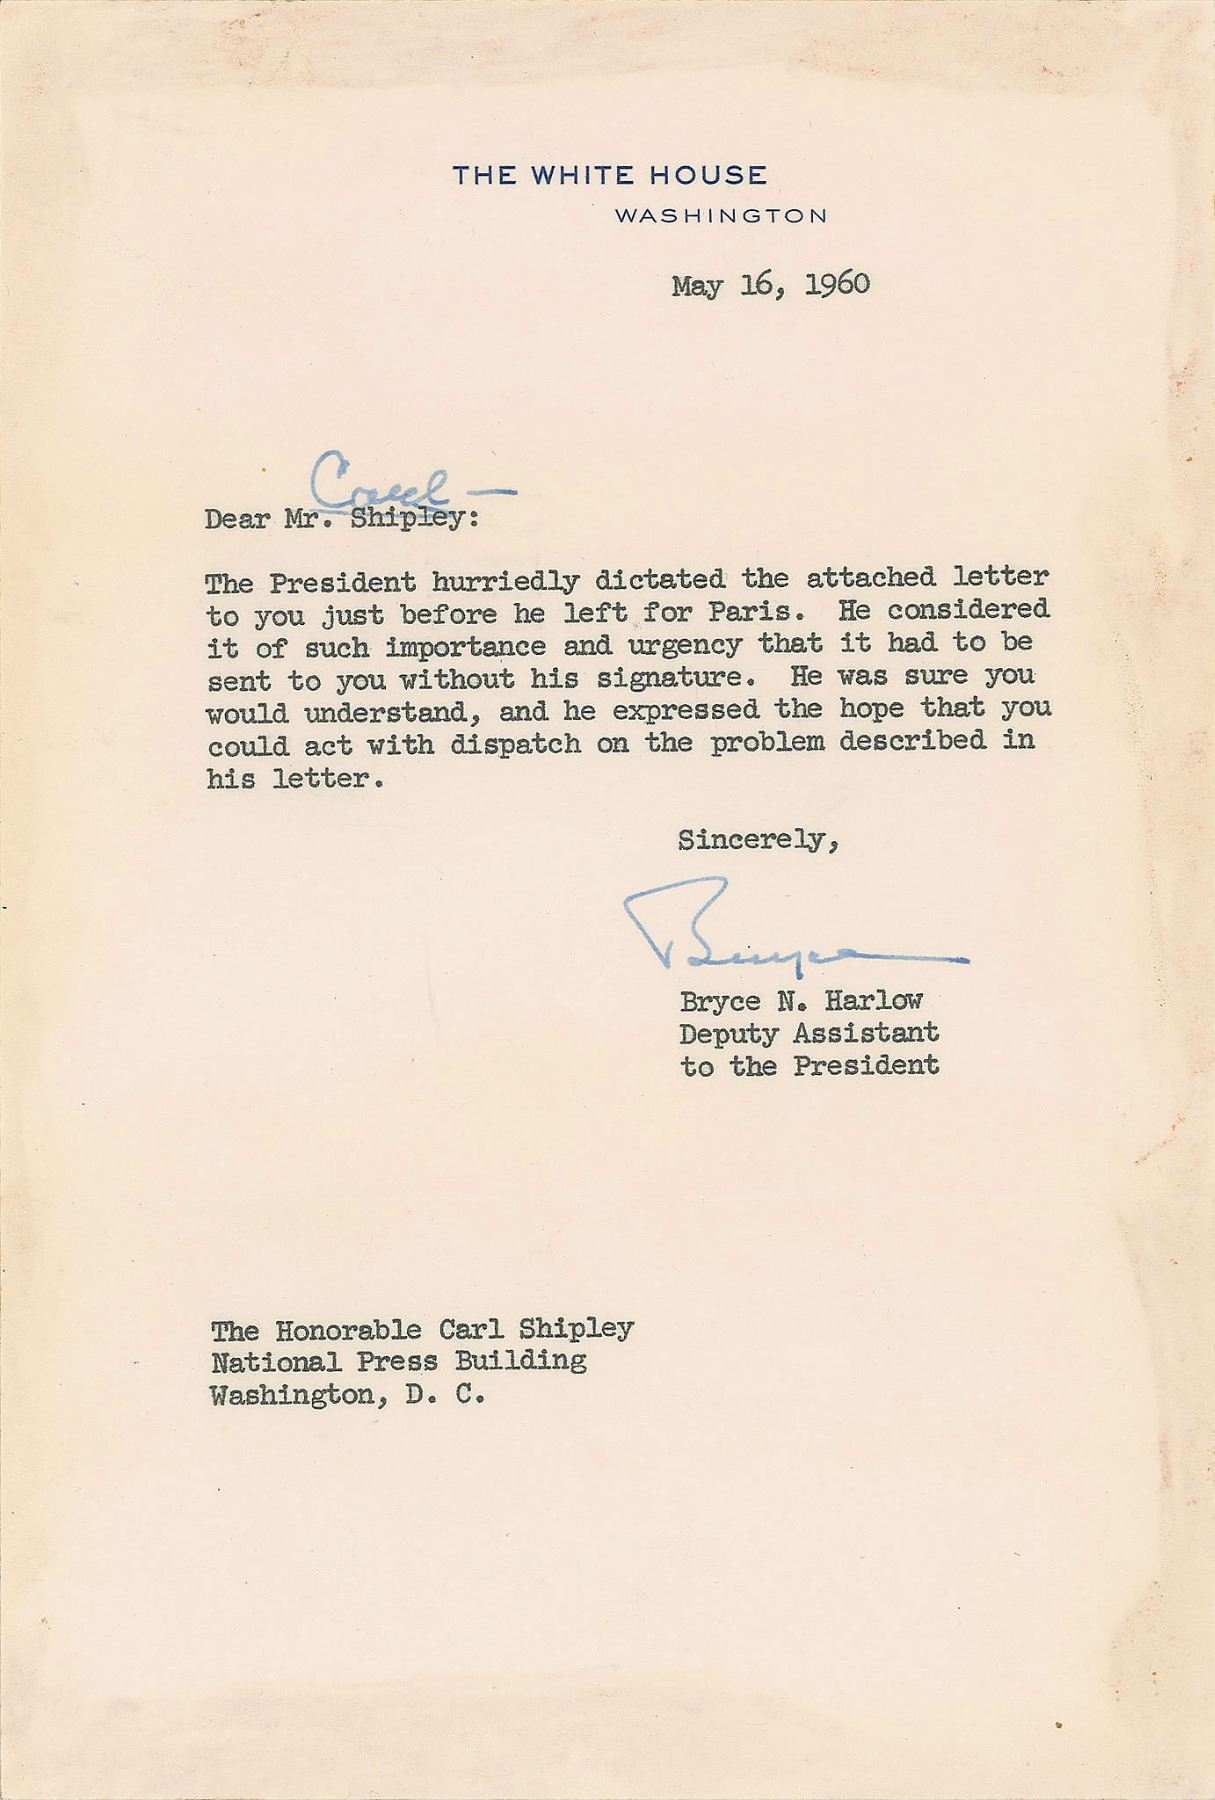 THE WHITE HOUSE
WASHINGTON
May 16, 1960
Carl —
Dear Mr. Shipley:
The President hurriedly dictated the attached letter
to you just before he left for Paris. He considered
it of such importance and urgency that it had to be
sent to you without his signature. He was sure you
would understand, and he expressed the hope that you
could act with dispatch on the problem described in
his letter.
Sincerely,
Bryce
Bryce N. Harlow
Deputy Assistant
to the President
The Honorable Carl Shipley
National Press Building
Washington, D. C.